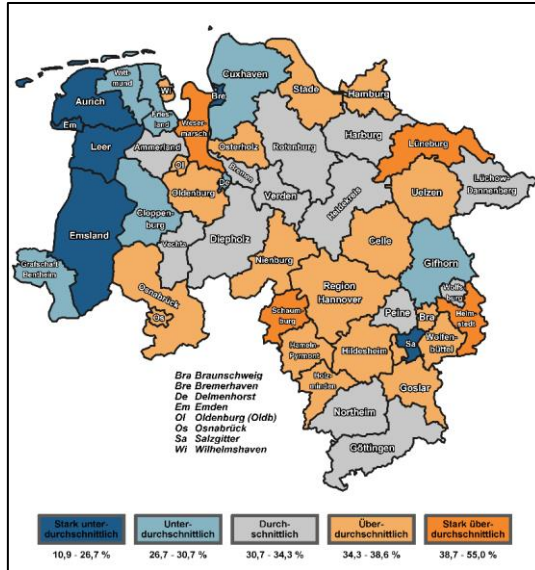 Witt-
mund
Aurich
Em
Leer
Wi
Fries-
land
Ammerland
Weser-
marsch
Bre
Cuxhaven
Stade
Hamburg
Osterholz
Rotenburg
Harburg
Lüneburg
Lüchow-
Dannenberg
Ol
Oldenburg
De
Bremen
Verden
Heidekreis
Uelzen
Emsland
Cloppen-
burg
Vechta
Diepholz
Nienburg
Celle
Gifhorn
Grafschaft
Bentheim
Osnabrück
Os
Region
Hannover
Wolfs-
burg
Peine
Bra
Helm-
stedt
Schaum-
burg
Sa
Wolfen-
büttel
Hameln-
Pyrmont
Hildesheim
Holz-
minden
Goslar
Northeim
Göttingen
Bra Braunschweig
Bre Bremerhaven
De Delmenhorst
Em Emden
Ol Oldenburg (Oldb)
Os Osnabrück
Sa Salzgitter
Wi Wilhelmshaven
Stark unter-
durchschnittlich
10,9 - 26,7 %
Unter-
durchschnittlich
26,7 - 30,7 %
Durch-
schnittlich
30,7 - 34,3 %
Über-
durchschnittlich
34,3 - 38,6 %
Stark über-
durchschnittlich
38,7 - 55,0 %